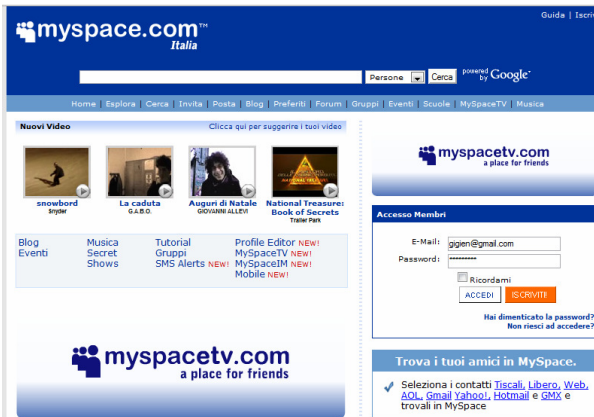 Guida | Iscri
myspace.com™
Italia
Persone Cerca powered by Google™
Home | Esplora | Cerca | Invita | Posta | Blog | Preferiti | Forum | Gruppi | Eventi | Scuole | MySpaceTV | Musica
Nuovi Video
Clicca qui per suggerire i tuoi video
snowbord
Snyder
La caduta
G.A.B.O.
Auguri di Natale
GIOVANNI ALLEVI
National Treasure:
Book of Secrets
Trailer Park
Blog Musica Tutorial Profile Editor NEW!
Eventi Secret Gruppi MySpaceTV NEW!
Shows SMS Alerts NEW! MySpaceIM NEW!
Mobile NEW!
myspacetv.com
a place for friends
myspacetv.com
a place for friends
Accesso Membri
E-Mail: gigien@gmail.com
Password: •••••••••
Ricordami
ACCEDI ISCRIVITI!
Hai dimenticato la password?
Non riesci ad accedere?
Trova i tuoi amici in MySpace.
Seleziona i contatti Tiscali, Libero, Web,
AOL, Gmail Yahoo!, Hotmail e GMX e
trovali in MySpace